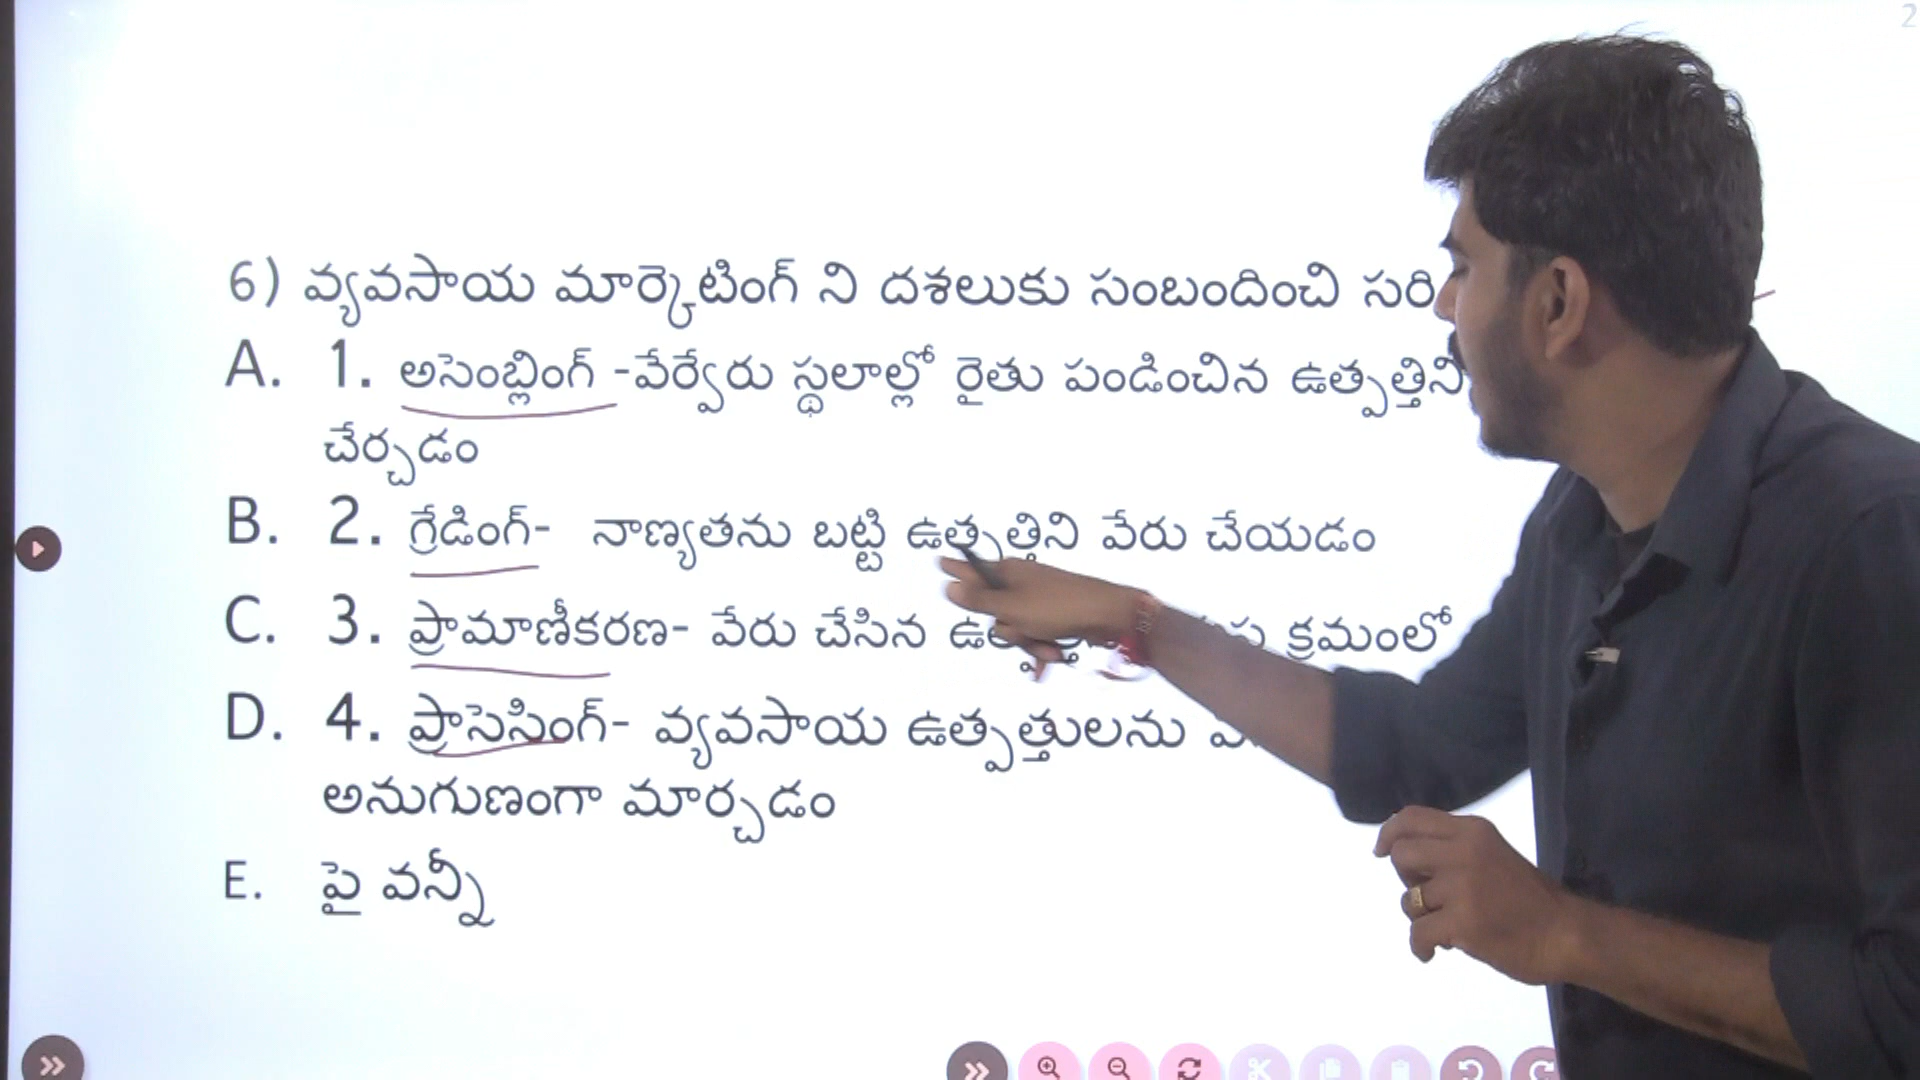 2
6) వ్యవసాయ మార్కెటింగ్ ని దశలుకు సంబందించి సరి
A. 1. అసెంబ్లింగ్ -వేర్వేరు స్థలాల్లో రైతు పండించిన ఉత్పత్తిని
చేర్చడం
B. 2. గ్రేడింగ్- నాణ్యతను బట్టి ఉత్పత్తిని వేరు చేయడం
C. 3. ప్రామాణీకరణ- వేరు చేసిన క్రమంలో
D. 4. ప్రాసెసింగ్- వ్యవసాయ ఉత్పత్తులను
అనుగుణంగా మార్చడం
E. పై వన్నీ